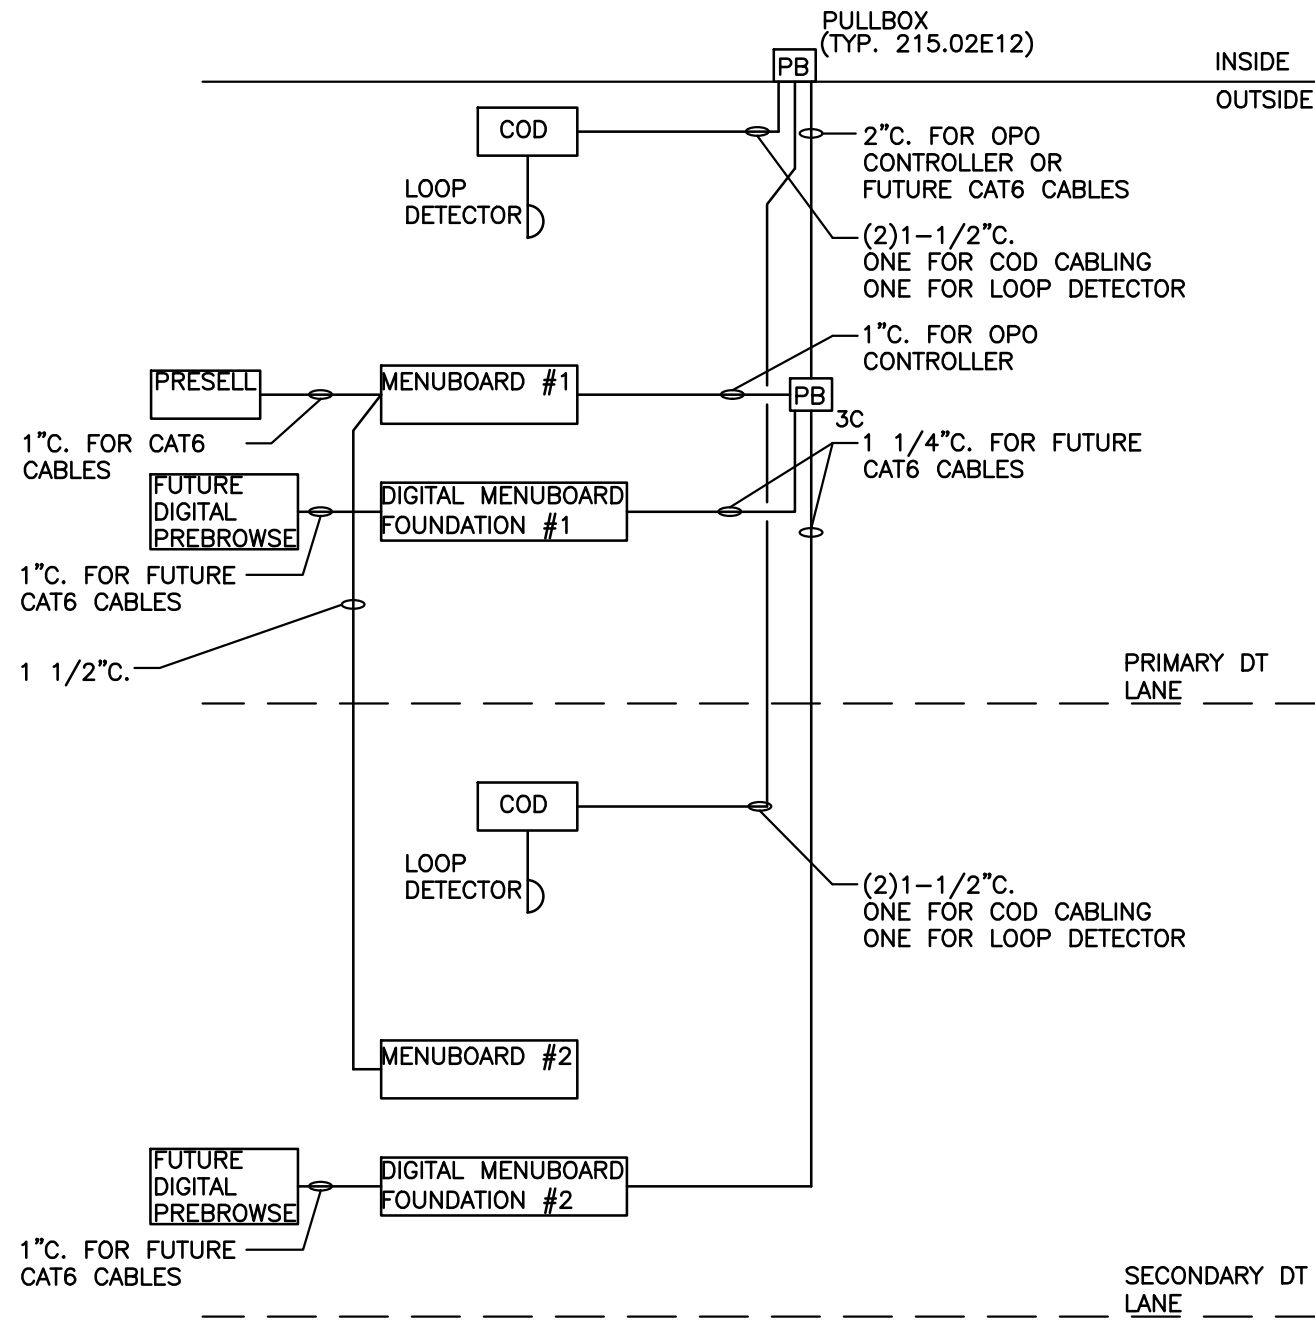 PULLBOX
(TYP. 215.02E12)
PB
INSIDE
OUTSIDE
COD
2"C. FOR OPO
CONTROLLER OR
FUTURE CAT6 CABLES
LOOP
DETECTOR
(2)1-1/2"C.
ONE FOR COD CABLING
ONE FOR LOOP DETECTOR
1"C. FOR OPO
CONTROLLER
PRESELL
MENUBOARD #1
PB
3C
1"C. FOR CAT6
CABLES
1 1/4"C. FOR FUTURE
CAT6 CABLES
FUTURE
DIGITAL
PREBROWSE
DIGITAL MENUBOARD
FOUNDATION #1
1"C. FOR FUTURE
CAT6 CABLES
1 1/2"C.
PRIMARY DT
LANE
COD
LOOP
DETECTOR
(2)1-1/2"C.
ONE FOR COD CABLING
ONE FOR LOOP DETECTOR
MENUBOARD #2
FUTURE
DIGITAL
PREBROWSE
DIGITAL MENUBOARD
FOUNDATION #2
1"C. FOR FUTURE
CAT6 CABLES
SECONDARY DT
LANE